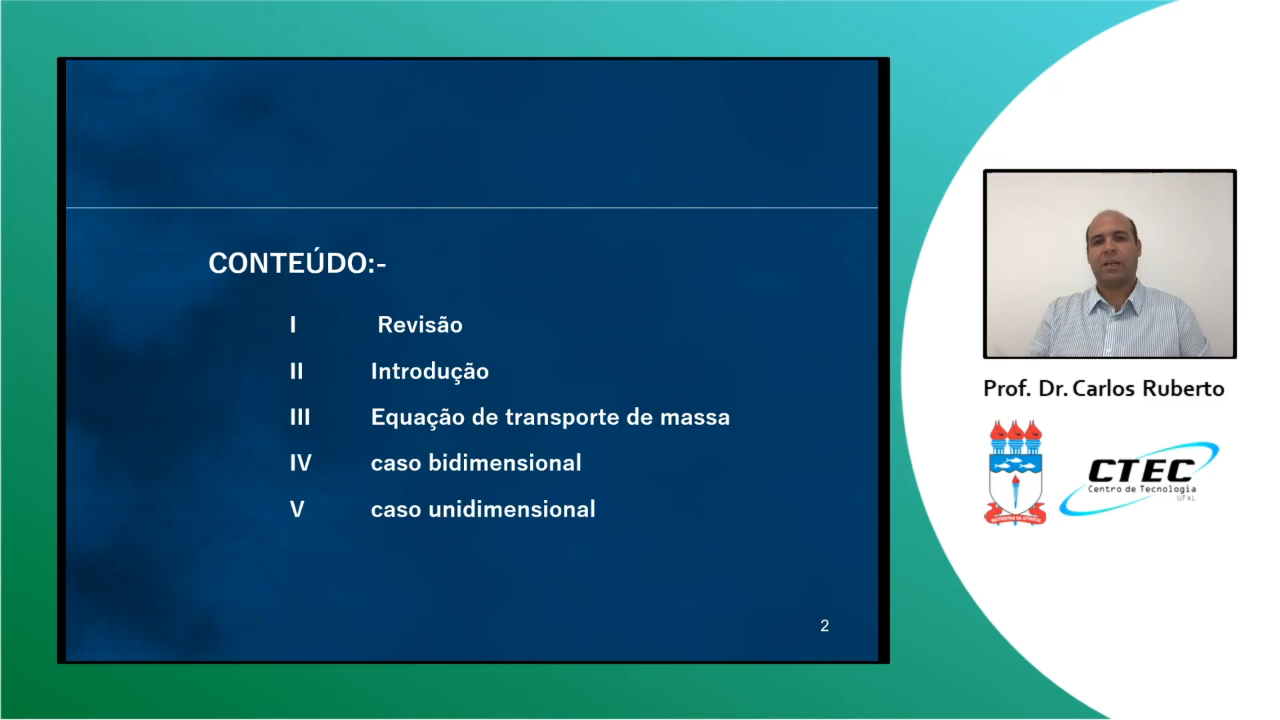 CONTEÚDO:-
I Revisão
II Introdução
III Equação de transporte de massa
IV caso bidimensional
V caso unidimensional
2
Prof. Dr. Carlos Ruberto
CTEC
Centro de Tecnologia
UFAL